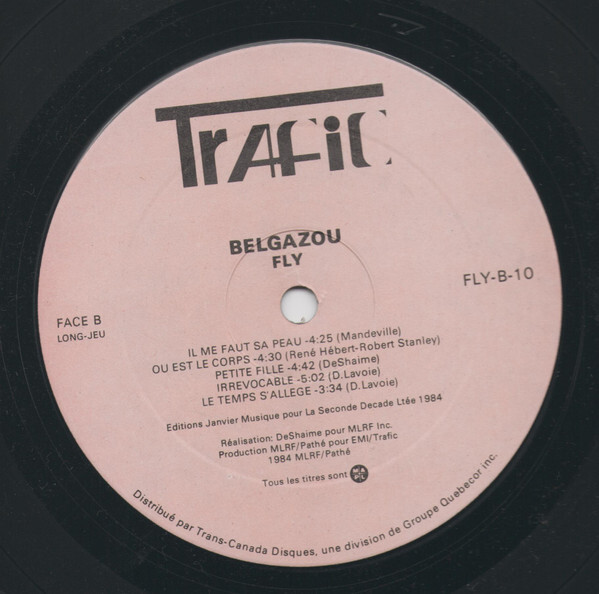 TrAFiC
BELGAZOU
FLY
FLY-B-10
FACE B
LONG-JEU
IL ME FAUT SA PEAU -4:25 (Mandeville)
OU EST LE CORPS -4:30 (René Hébert-Robert Stanley)
PETITE FILLE -4:42 (DeShaime)
IRREVOCABLE -5:02 (D.Lavoie)
LE TEMPS S'ALLEGE -3:34 (D.Lavoie)
Editions Janvier Musique pour La Seconde Decade Ltée 1984
Réalisation: DeShaime pour MLRF Inc.
Production MLRF/Pathé pour EMI/Trafic
1984 MLRF/Pathé
Tous les titres sont
Distribué par Trans-Canada Disques, une division de Groupe Quebecor inc.